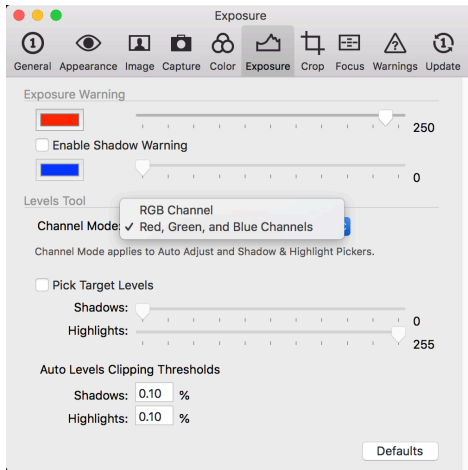 Exposure
General Appearance Image Capture Color Exposure Crop Focus Warnings Update
Exposure Warning
250
Enable Shadow Warning
0
Levels Tool
RGB Channel
Channel Mode: ✓ Red, Green, and Blue Channels
Channel Mode applies to Auto Adjust and Shadow & Highlight Pickers.
Pick Target Levels
Shadows: 0
Highlights: 255
Auto Levels Clipping Thresholds
Shadows: 0.10 %
Highlights: 0.10 %
Defaults